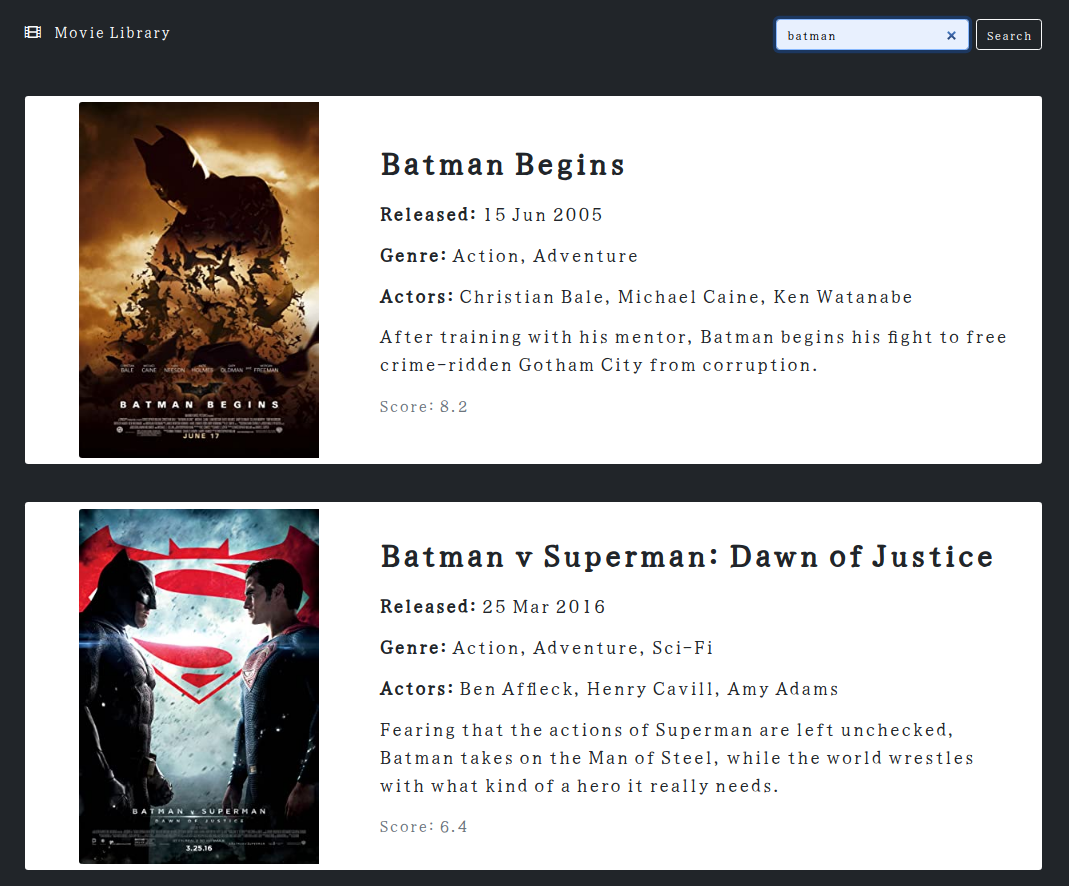 Movie Library
batman
Search
Batman Begins
Released: 15 Jun 2005
Genre: Action, Adventure
Actors: Christian Bale, Michael Caine, Ken Watanabe
After training with his mentor, Batman begins his fight to free
crime-ridden Gotham City from corruption.
Score: 8.2
BALE CAINE NEESON HOLMES OLDMAN AND FREEMAN
BATMAN BEGINS
JUNE 17
Batman v Superman: Dawn of Justice
Released: 25 Mar 2016
Genre: Action, Adventure, Sci-Fi
Actors: Ben Affleck, Henry Cavill, Amy Adams
Fearing that the actions of Superman are left unchecked,
Batman takes on the Man of Steel, while the world wrestles
with what kind of a hero it really needs.
Score: 6.4
BATMAN v SUPERMAN
DAWN OF JUSTICE
3.25.16